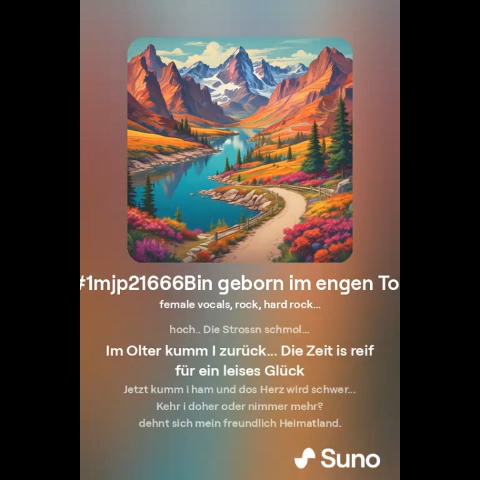 #1mjp21666Bin geborn im engen To
female vocals, rock, hard rock...
hoch.. Die Strossn schmol...
Im Olter kumm I zurück... Die Zeit is reif
für ein leises Glück
Jetzt kumm i ham und dos Herz wird schwer...
Kehr i doher oder nimmer mehr?
dehnt sich mein freundlich Heimatland.
Suno